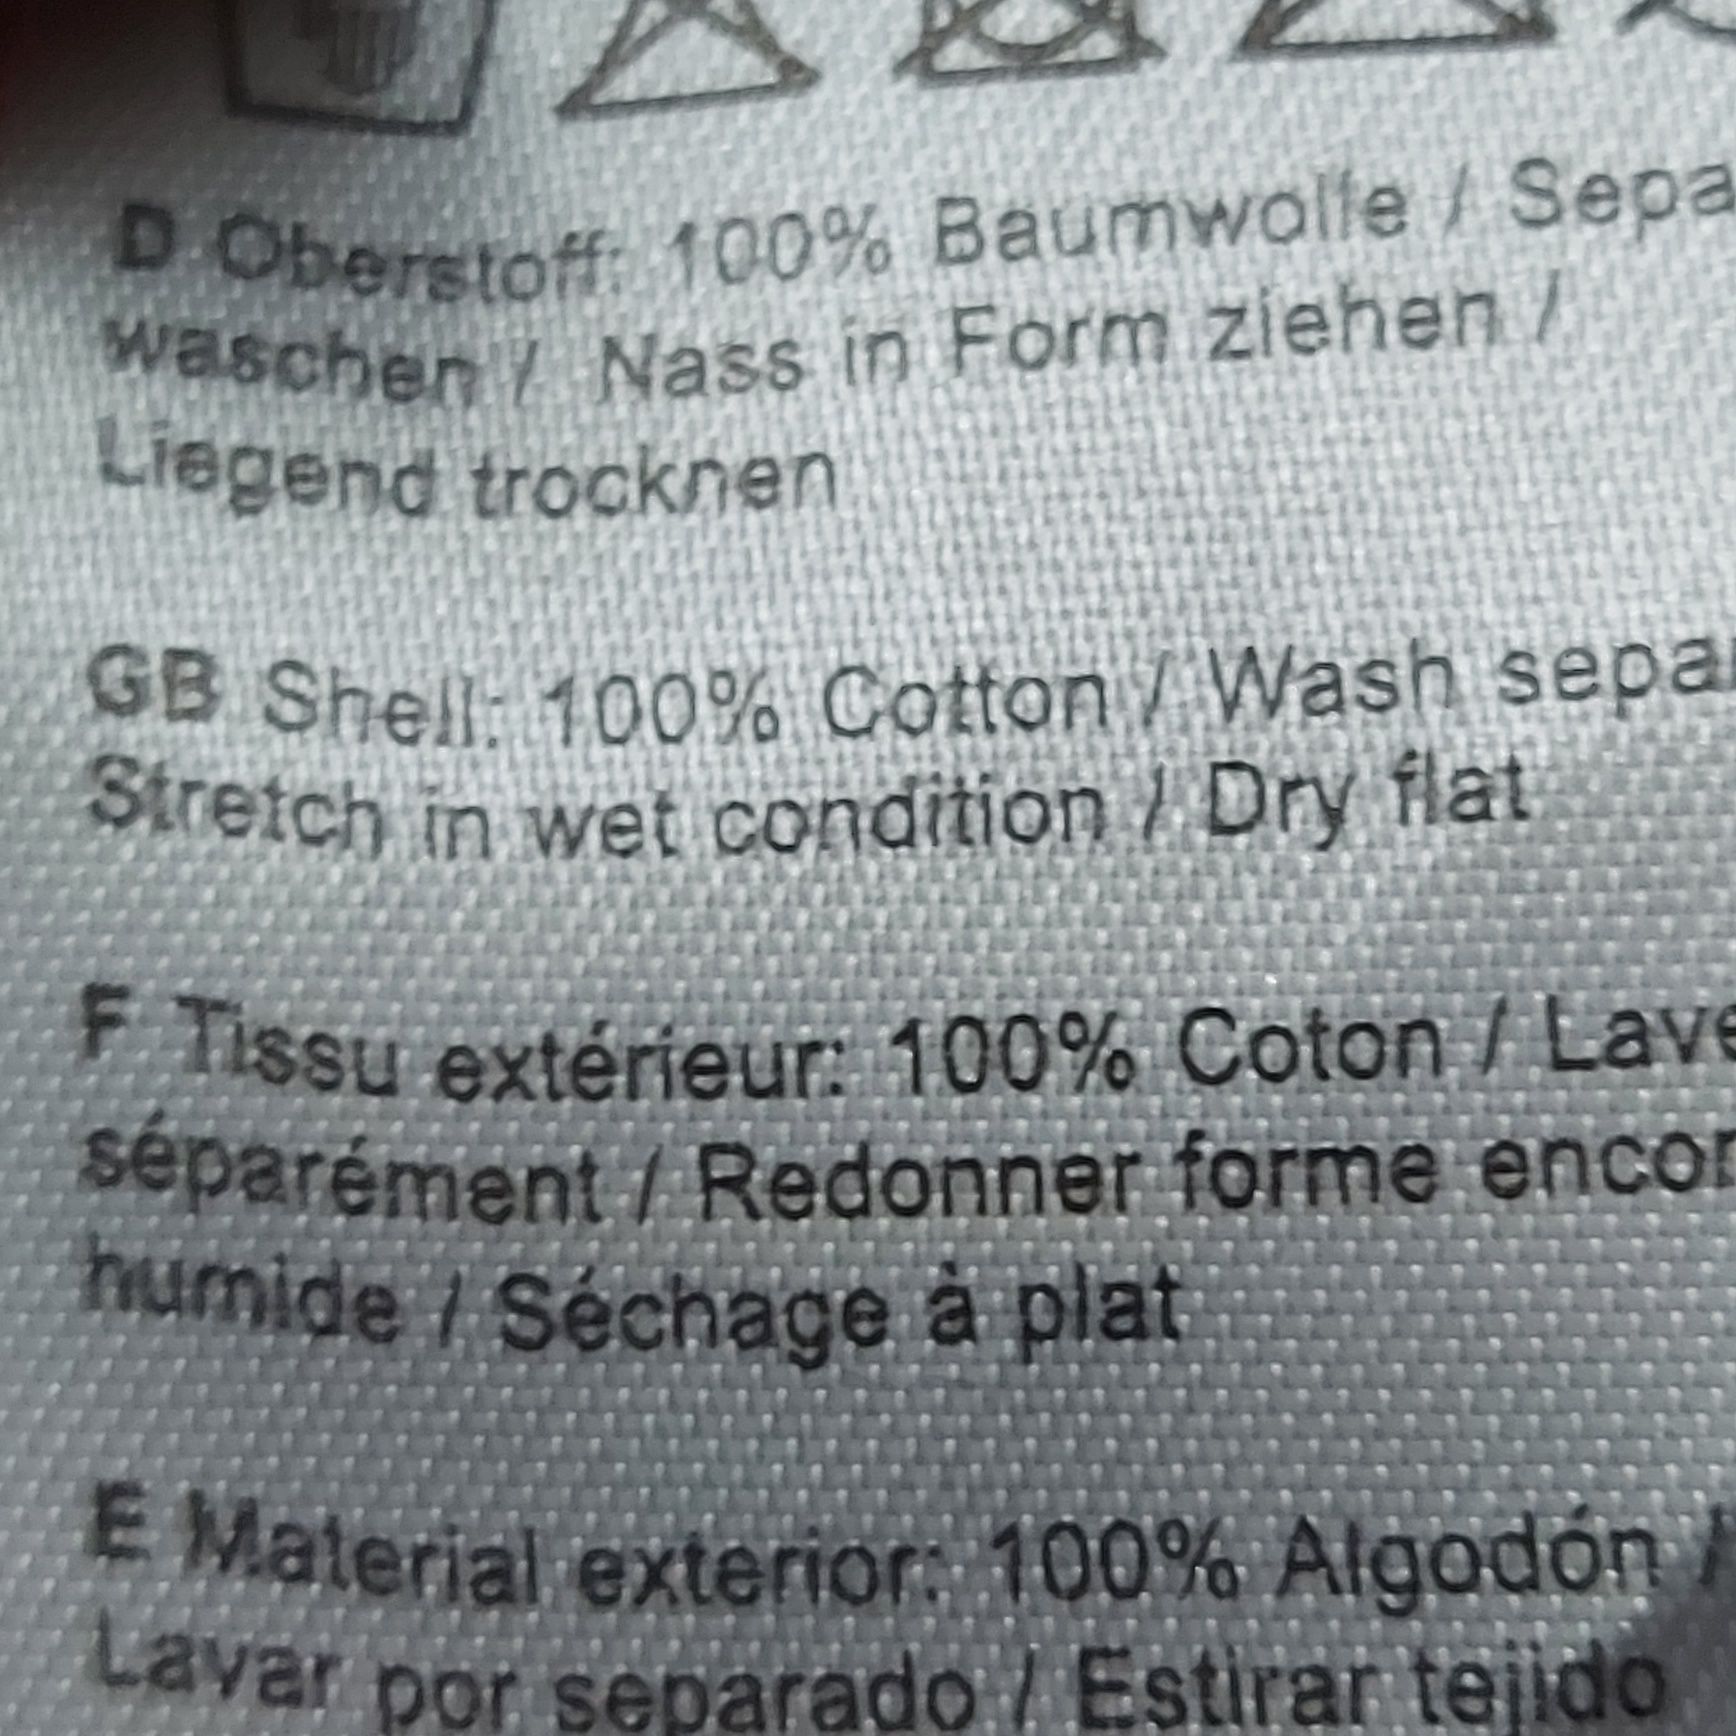 D Oberstoff: 100% Baumwolle / Sepa
waschen / Nass in Form ziehen /
Liegend trocknen
GB Shell: 100% Cotton / Wash sepa
Stretch in wet condition / Dry flat
F Tissu extérieur: 100% Coton / Lave
séparément / Redonner forme encor
humide / Séchage à plat
E Material exterior: 100% Algodón /
Lavar por separado / Estirar tejido